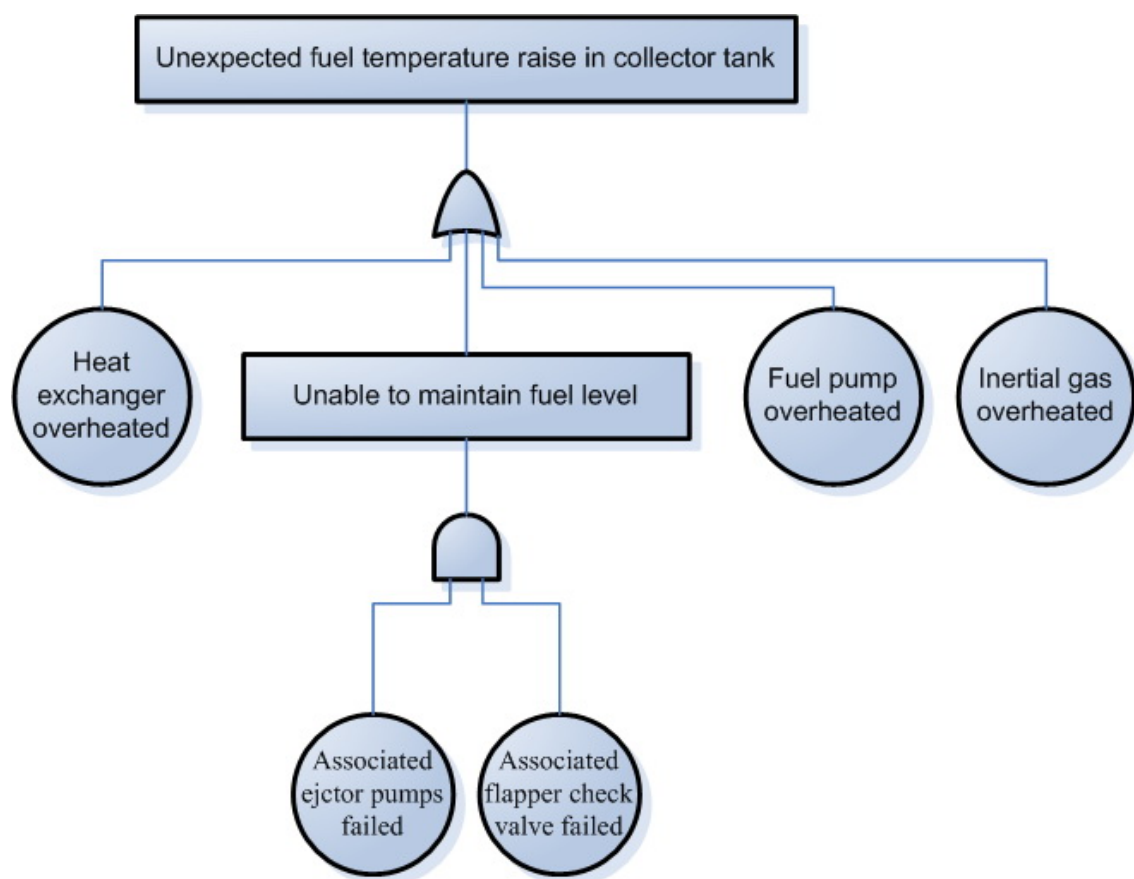 Unexpected fuel temperature raise in collector tank
Heat
exchanger
overheated
Unable to maintain fuel level
Fuel pump
overheated
Inertial gas
overheated
Associated
ejctor pumps
failed
Associated
flapper check
valve failed